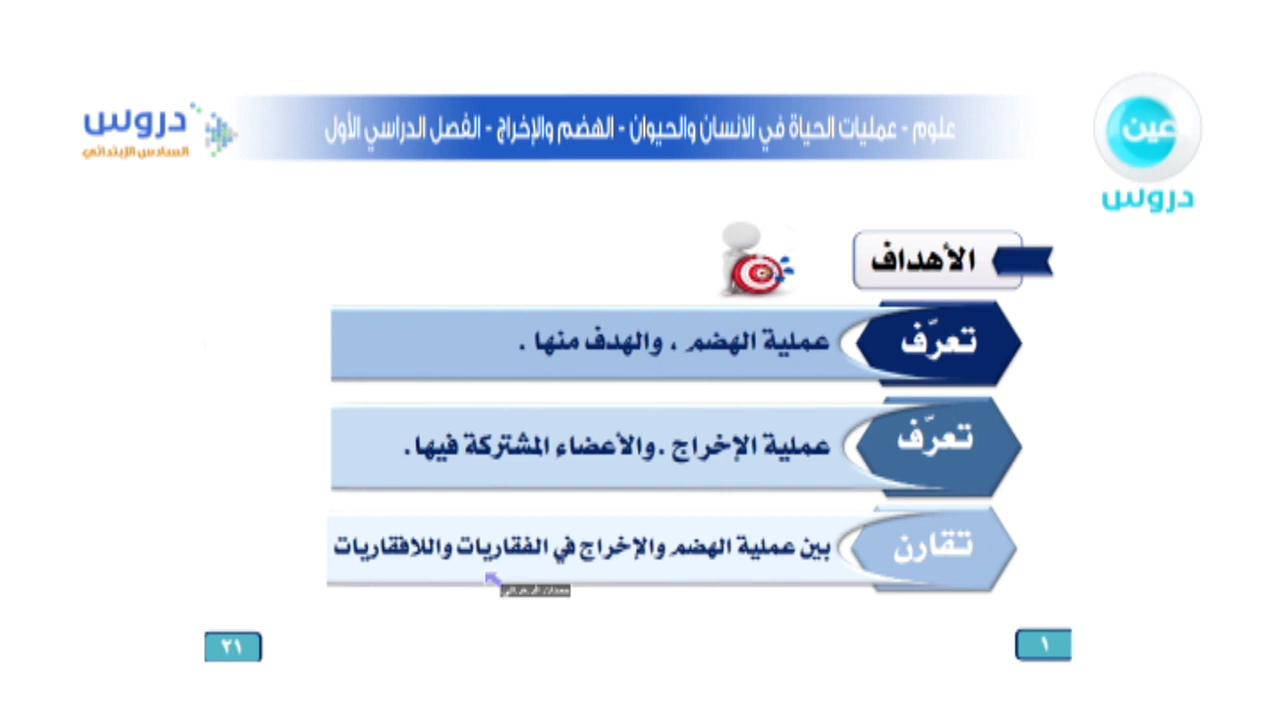 عين
دروس
علوم - عمليات الحياة في الانسان والحيوان - الهضم والإخراج - الفصل الدراسي الأول
دروس
السادس الإبتدائي
الأهداف
تعرّف
عملية الهضم ، والهدف منها .
تعرّف
عملية الإخراج .والأعضاء المشتركة فيها .
تقارن
بين عملية الهضم والإخراج في الفقاريات واللافقاريات
١
٢١